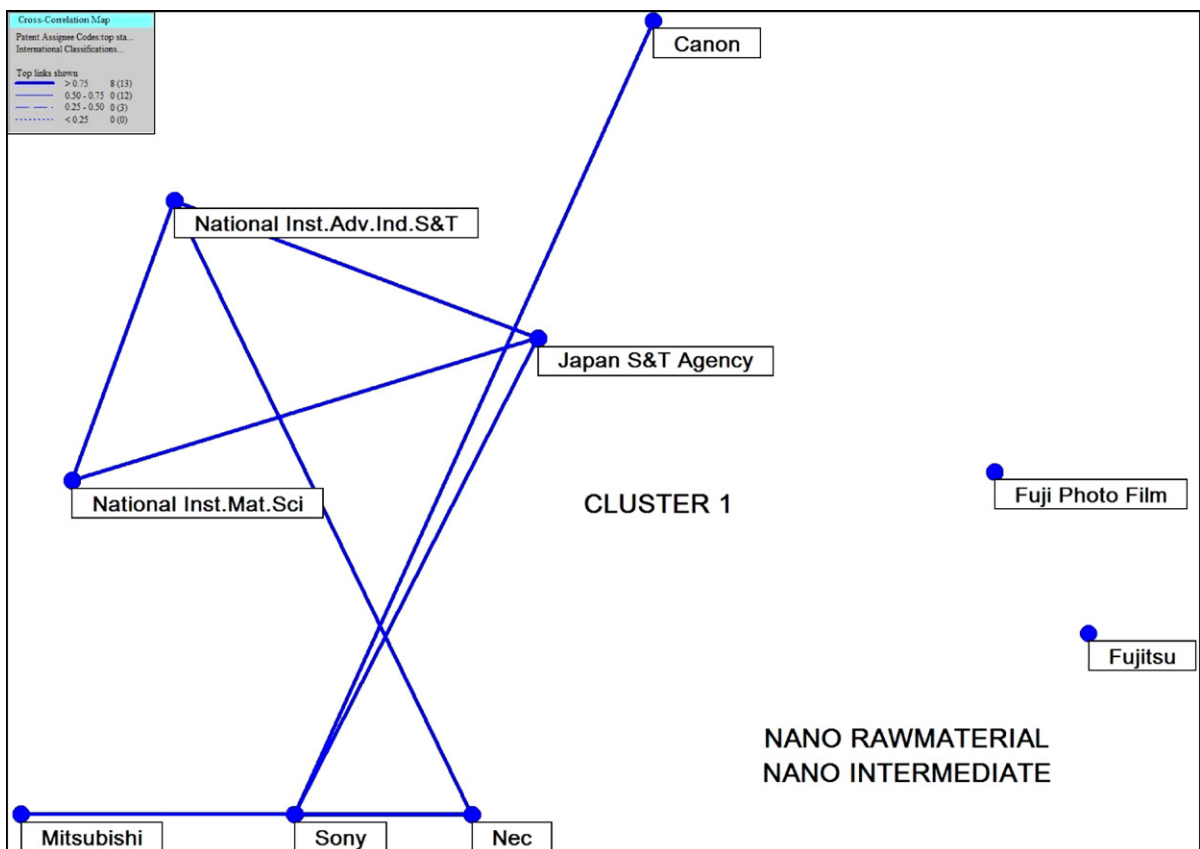 Cross-Correlation Map
Patent Assignee Codes:top sta...
International Classifications...
Top links shown
> 0.75 8 (13)
0.50 - 0.75 0 (12)
0.25 - 0.50 0 (3)
< 0.25 0 (0)
Canon
National Inst.Adv.Ind.S&T
Japan S&T Agency
National Inst.Mat.Sci
CLUSTER 1
Fuji Photo Film
Fujitsu
NANO RAWMATERIAL
NANO INTERMEDIATE
Mitsubishi
Sony
Nec